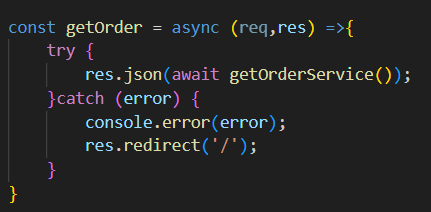 const getOrder = async (req,res) =>{
    try {
        res.json(await getOrderService());
    }catch (error) {
        console.error(error);
        res.redirect('/');
    }
}